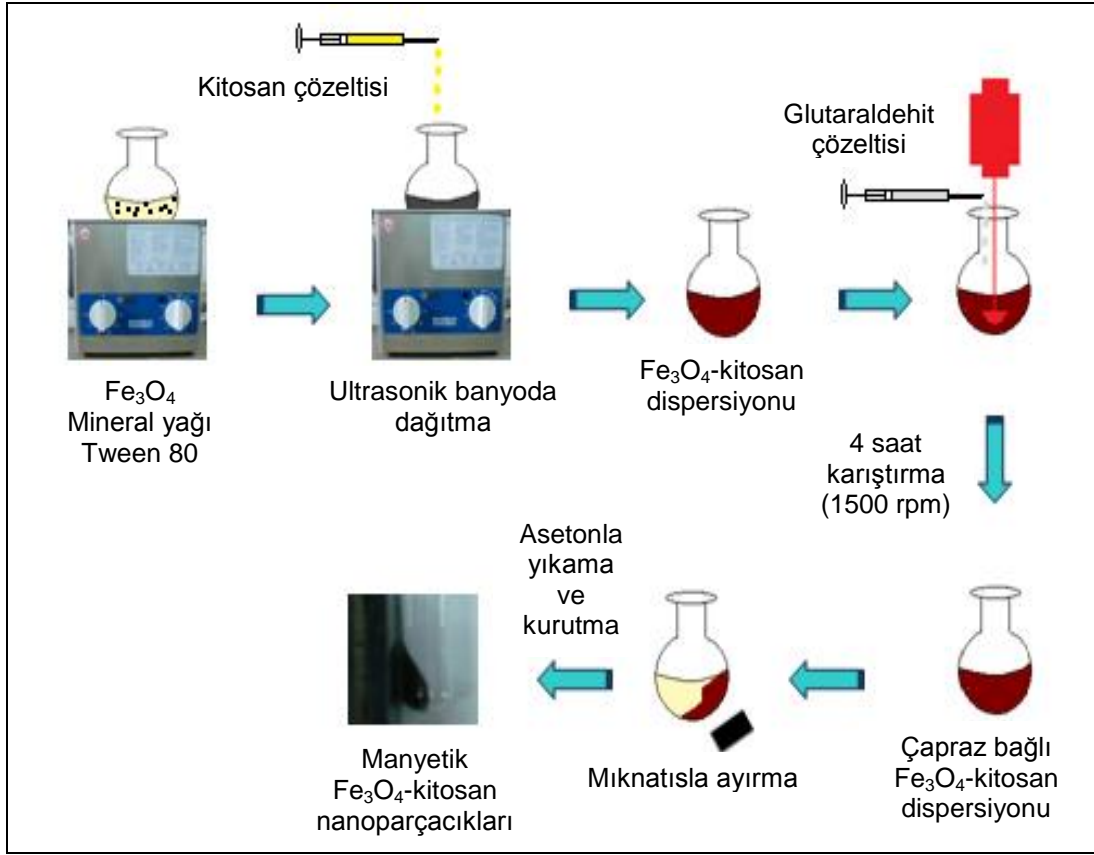 Kitosan çözeltisi
Glutaraldehit
çözeltisi
Fe₃O₄
Mineral yağı
Tween 80
Ultrasonik banyoda
dağıtma
Fe₃O₄-kitosan
dispersiyonu
4 saat
karıştırma
(1500 rpm)
Asetonla
yıkama
ve
kurutma
Manyetik
Fe₃O₄-kitosan
nanoparçacıkları
Mıknatısla ayırma
Çapraz bağlı
Fe₃O₄-kitosan
dispersiyonu